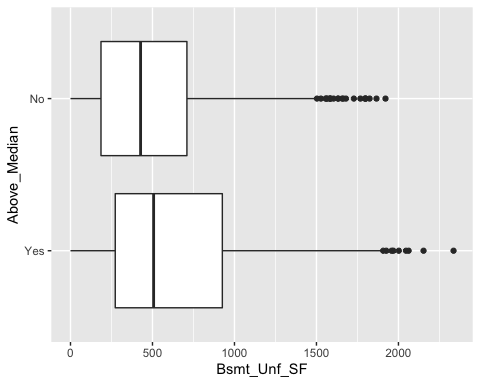 Above_Median
No
Yes
0 500 1000 1500 2000
Bsmt_Unf_SF